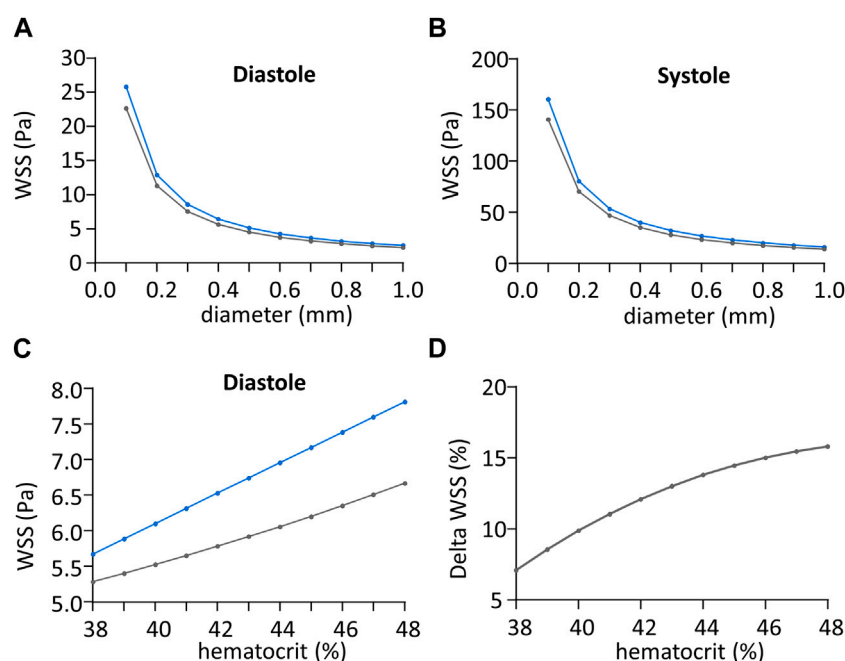 A
Diastole
WSS (Pa)
30
25
20
15
10
5
0
0.0 0.2 0.4 0.6 0.8 1.0
diameter (mm)
B
Systole
WSS (Pa)
200
150
100
50
0
0.0 0.2 0.4 0.6 0.8 1.0
diameter (mm)
C
Diastole
WSS (Pa)
8.0
7.5
7.0
6.5
6.0
5.5
5.0
38 40 42 44 46 48
hematocrit (%)
D
Delta WSS (%)
20
15
10
5
38 40 42 44 46 48
hematocrit (%)